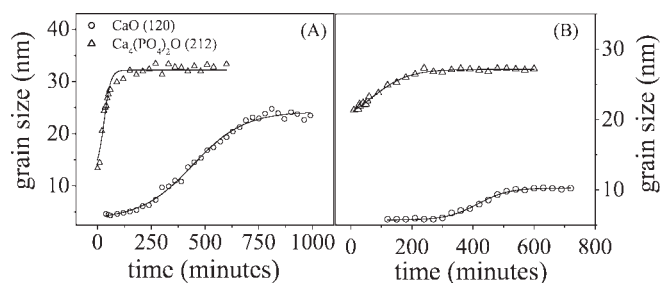 CaO (120)
Ca₄(PO₄)₂O (212)
(A)
(B)
grain size (nm)
40
30
20
10
0
250
500
750
1000
time (minutes)
0
200
400
600
800
time (minutes)
30
20
10
grain size (nm)